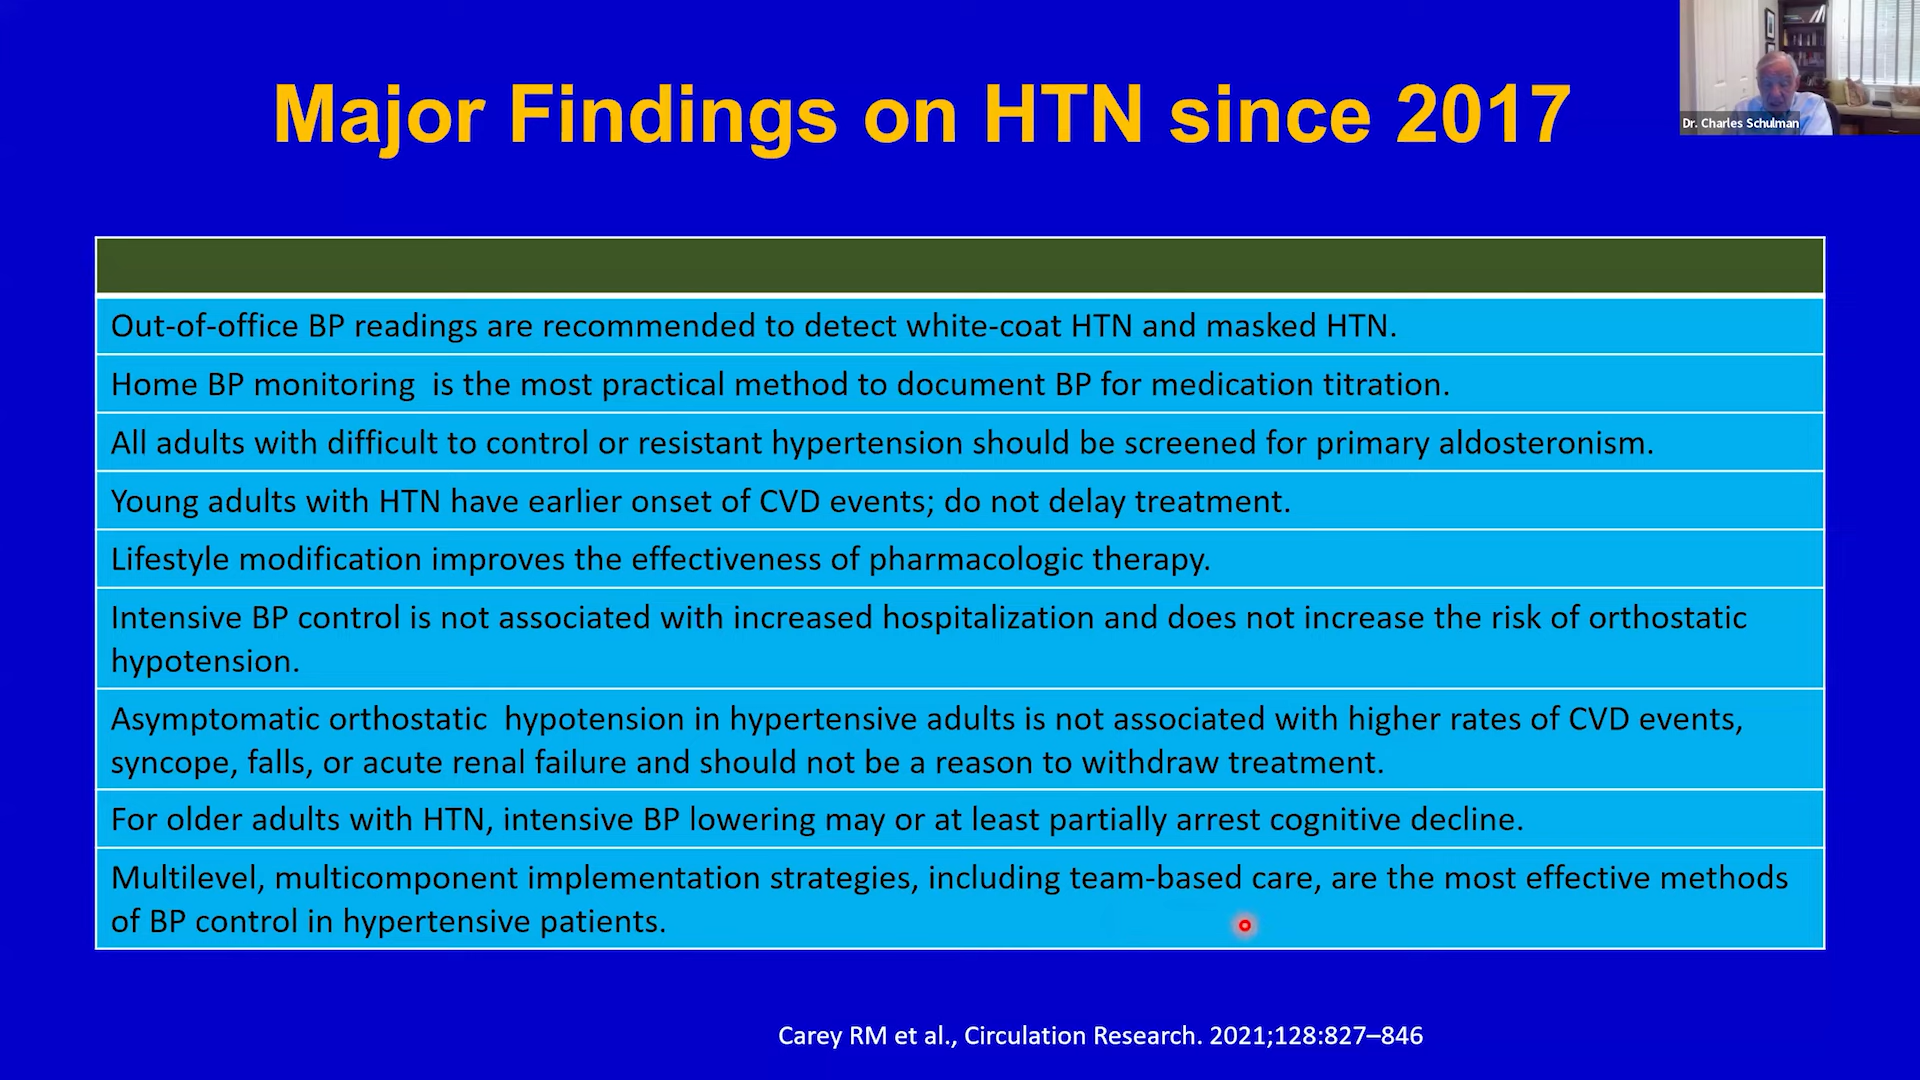 Major Findings on HTN since 2017
Dr. Charles Schulman
Out-of-office BP readings are recommended to detect white-coat HTN and masked HTN.
Home BP monitoring  is the most practical method to document BP for medication titration.
All adults with difficult to control or resistant hypertension should be screened for primary aldosteronism.
Young adults with HTN have earlier onset of CVD events; do not delay treatment.
Lifestyle modification improves the effectiveness of pharmacologic therapy.
Intensive BP control is not associated with increased hospitalization and does not increase the risk of orthostatic
hypotension.
Asymptomatic orthostatic  hypotension in hypertensive adults is not associated with higher rates of CVD events,
syncope, falls, or acute renal failure and should not be a reason to withdraw treatment.
For older adults with HTN, intensive BP lowering may or at least partially arrest cognitive decline.
Multilevel, multicomponent implementation strategies, including team-based care, are the most effective methods
of BP control in hypertensive patients.
Carey RM et al., Circulation Research. 2021;128:827–846